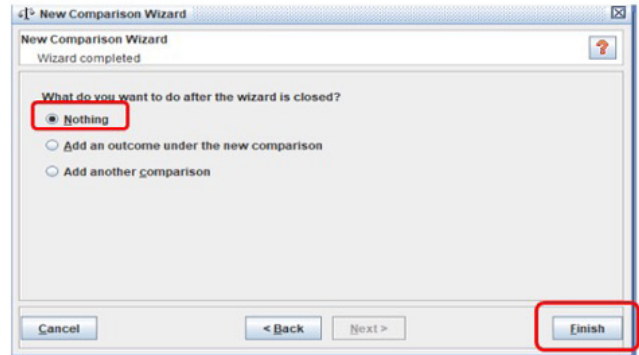 New Comparison Wizard
New Comparison Wizard
?
Wizard completed
What do you want to do after the wizard is closed?
Nothing
Add an outcome under the new comparison
Add another comparison
Cancel
< Back
Next >
Finish